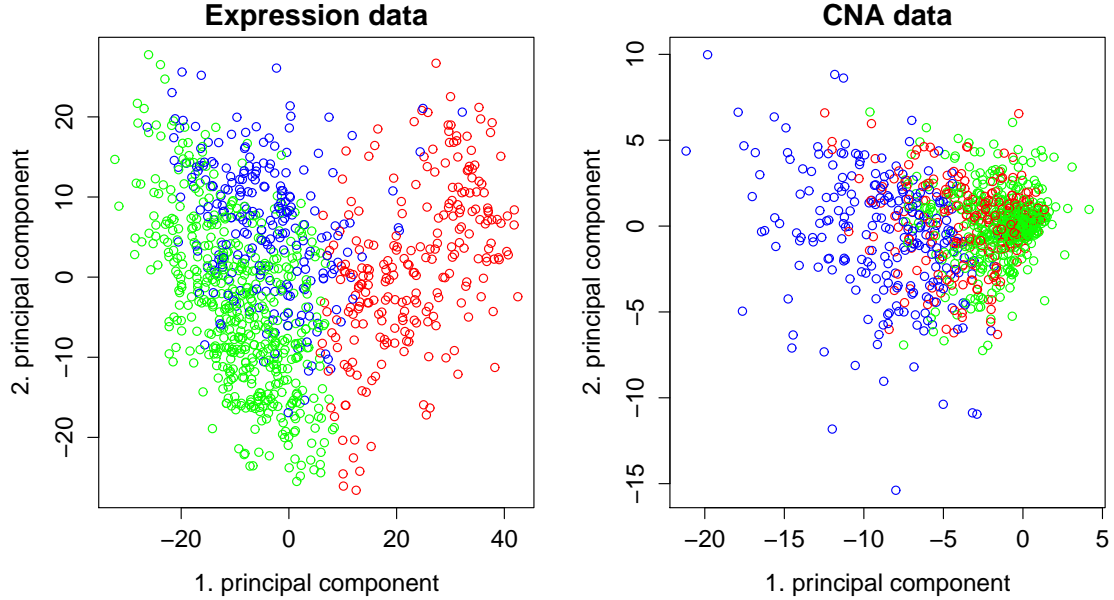 Expression data
2. principal component
20
10
0
−10
−20
−20 0 20 40
1. principal component
CNA data
2. principal component
10
5
0
−5
−10
−15
−20 −15 −10 −5 0 5
1. principal component